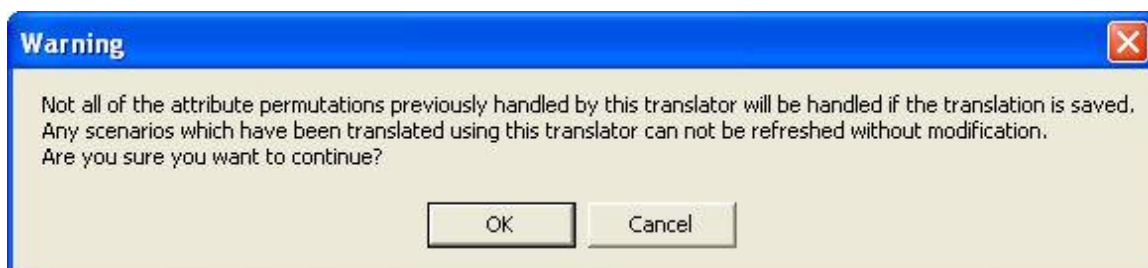 Warning
Not all of the attribute permutations previously handled by this translator will be handled if the translation is saved.
Any scenarios which have been translated using this translator can not be refreshed without modification.
Are you sure you want to continue?
OK Cancel